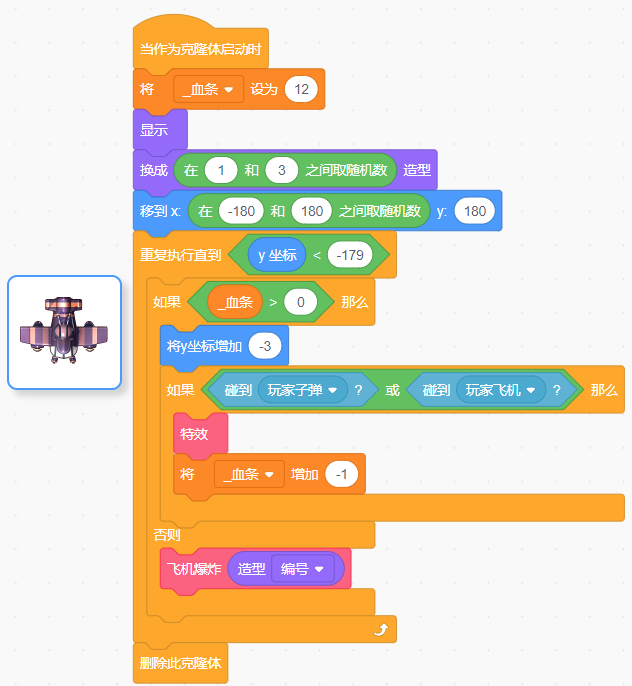 当作为克隆体启动时
将 _血条 设为 12
显示
换成 在 1 和 3 之间取随机数 造型
移到 x: 在 -180 和 180 之间取随机数 y: 180
重复执行直到 y 坐标 < -179
如果 _血条 > 0 那么
将y坐标增加 -3
如果 碰到 玩家子弹 ? 或 碰到 玩家飞机 ? 那么
特效
将 _血条 增加 -1
否则
飞机爆炸 造型 编号
删除此克隆体